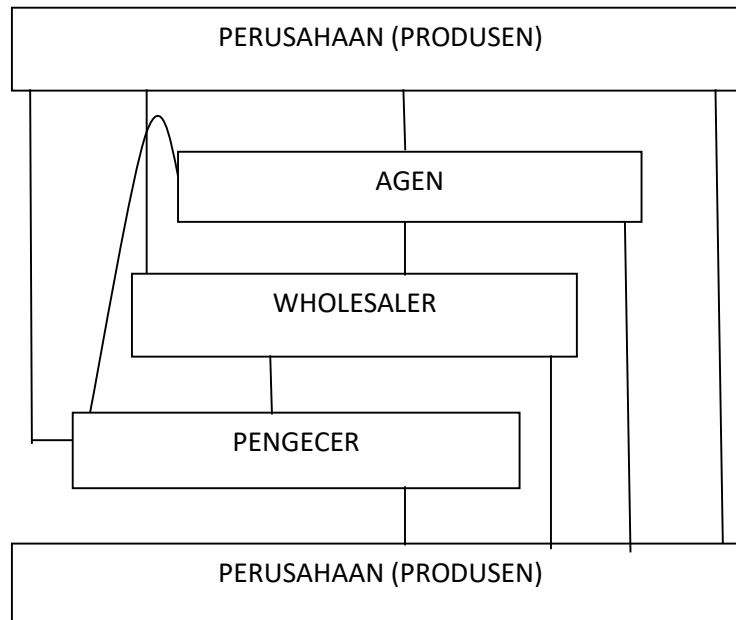 PERUSAHAAN (PRODUSEN)
AGEN
WHOLESALER
PENGECER
PERUSAHAAN (PRODUSEN)